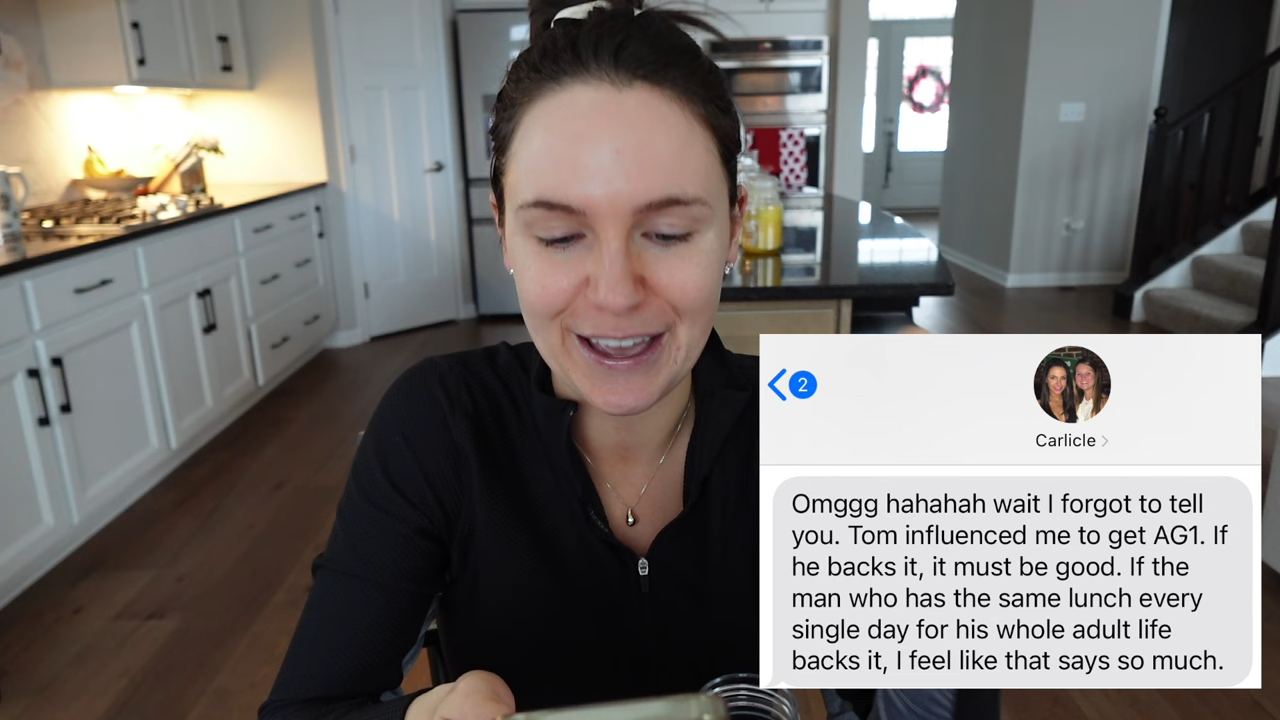 2
Carlicle
Omggg hahahah wait I forgot to tell
you. Tom influenced me to get AG1. If
he backs it, it must be good. If the
man who has the same lunch every
single day for his whole adult life
backs it, I feel like that says so much.